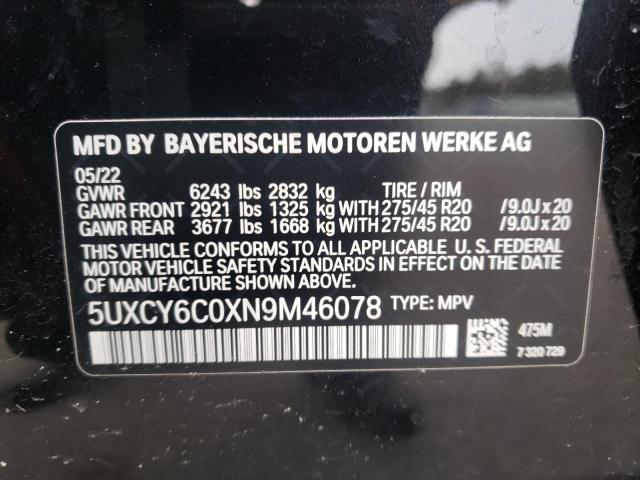 MFD BY BAYERISCHE MOTOREN WERKE AG
05/22
GVWR 6243 lbs 2832 kg TIRE / RIM
GAWR FRONT 2921 lbs 1325 kg WITH 275/45 R20 /9.0J x 20
GAWR REAR 3677 lbs 1668 kg WITH 275/45 R20 /9.0J x 20
THIS VEHICLE CONFORMS TO ALL APPLICABLE U. S. FEDERAL
MOTOR VEHICLE SAFETY STANDARDS IN EFFECT ON THE DATE
OF MANUFACTURE SHOWN ABOVE.
5UXCY6C0XN9M46078 TYPE: MPV
475M
7 320 729